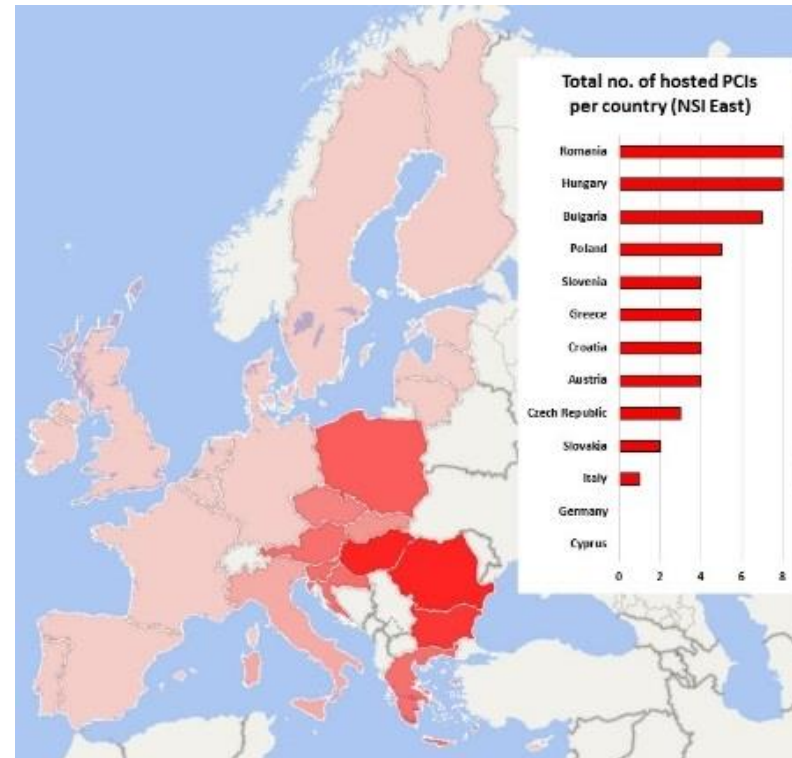 Total no. of hosted PCIs
per country (NSI East)
Romania
Hungary
Bulgaria
Poland
Slovenia
Greece
Croatia
Austria
Czech Republic
Slovakia
Italy
Germany
Cyprus
0 2 4 6 8